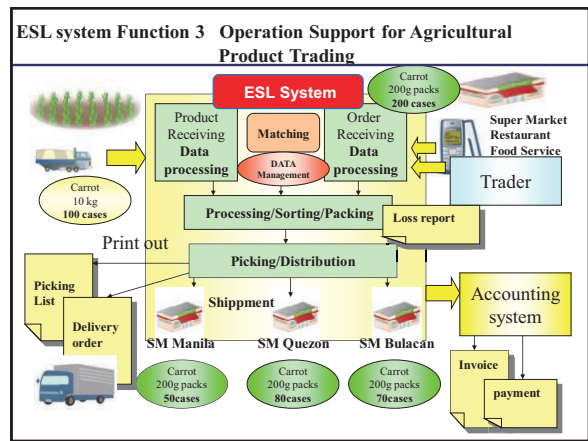 ESL system Function 3 Operation Support for Agricultural
Product Trading
ESL System
Carrot
200g packs
200 cases
Product
Receiving
Data
processing
Matching
DATA
Management
Order
Receiving
Data
processing
Super Market
Restaurant
Food Service
Trader
Carrot
10 kg
100 cases
Processing/Sorting/Packing
Loss report
Print out
Picking/Distribution
Picking
List
Delivery
order
Shippment
Accounting
system
SM Manila
SM Quezon
SM Bulacan
Carrot
200g packs
50cases
Carrot
200g packs
80cases
Carrot
200g packs
70cases
Invoice
payment